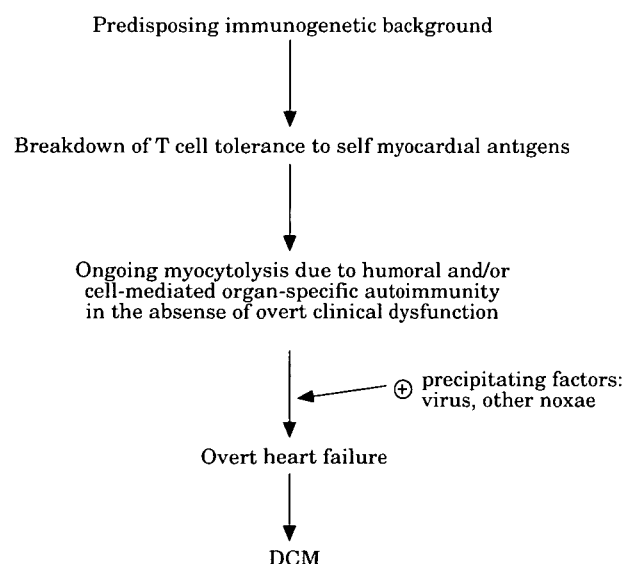 Predisposing immunogenetic background
Breakdown of T cell tolerance to self myocardial antigens
Ongoing myocytolysis due to humoral and/or
cell-mediated organ-specific autoimmunity
in the absense of overt clinical dysfunction
⊕ precipitating factors:
virus, other noxae
Overt heart failure
DCM